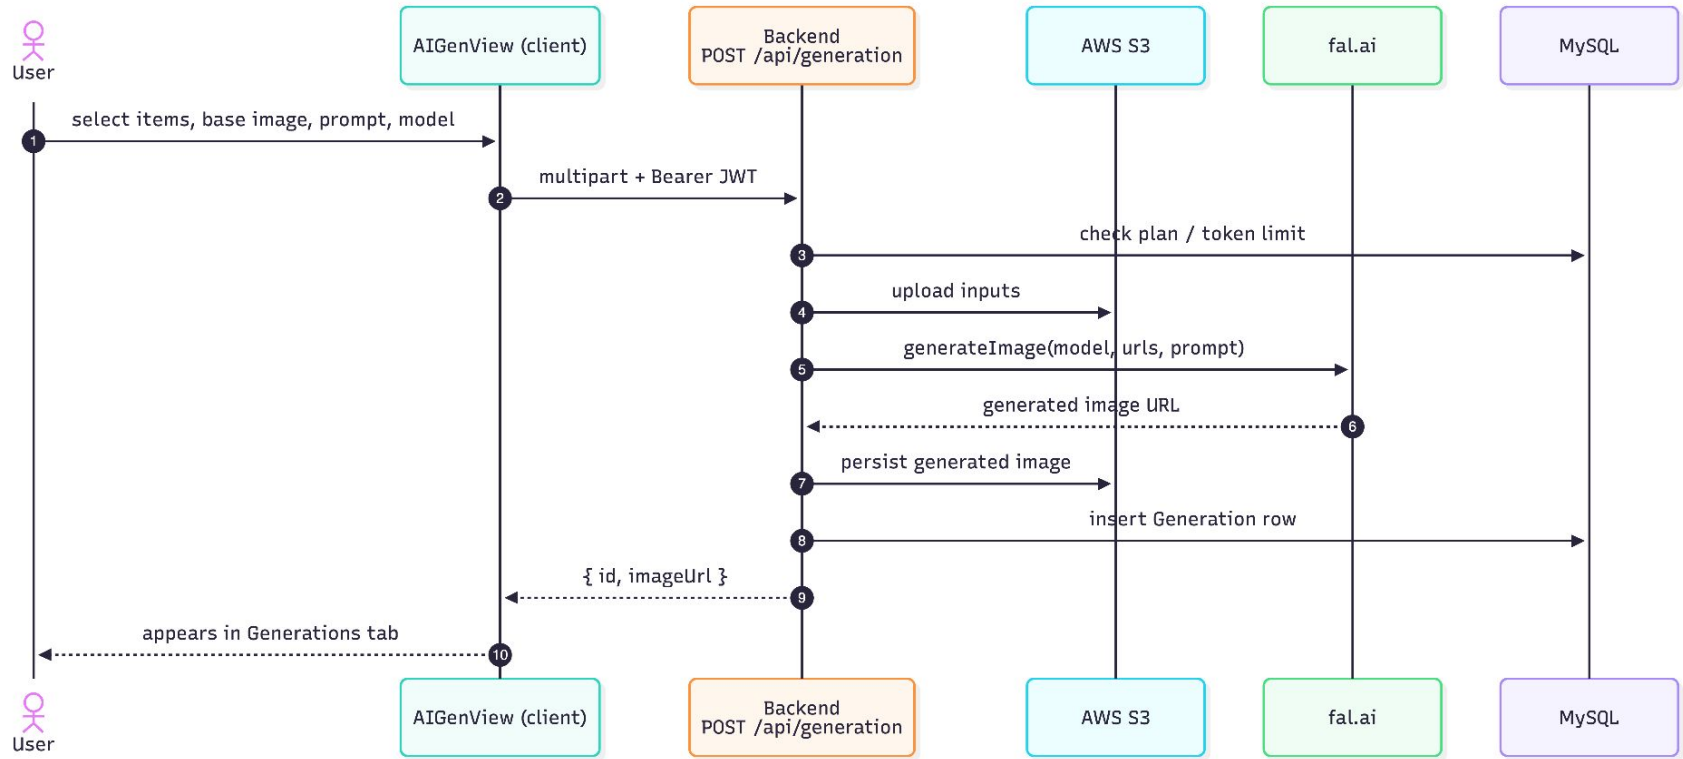 User
AIGenView (client)
Backend
POST /api/generation
AWS S3
fal.ai
MySQL
select items, base image, prompt, model
1
multipart + Bearer JWT
2
check plan / token limit
3
upload inputs
4
generateImage(model, urls, prompt)
5
generated image URL
6
persist generated image
7
insert Generation row
8
{ id, imageUrl }
9
appears in Generations tab
10
User
AIGenView (client)
Backend
POST /api/generation
AWS S3
fal.ai
MySQL